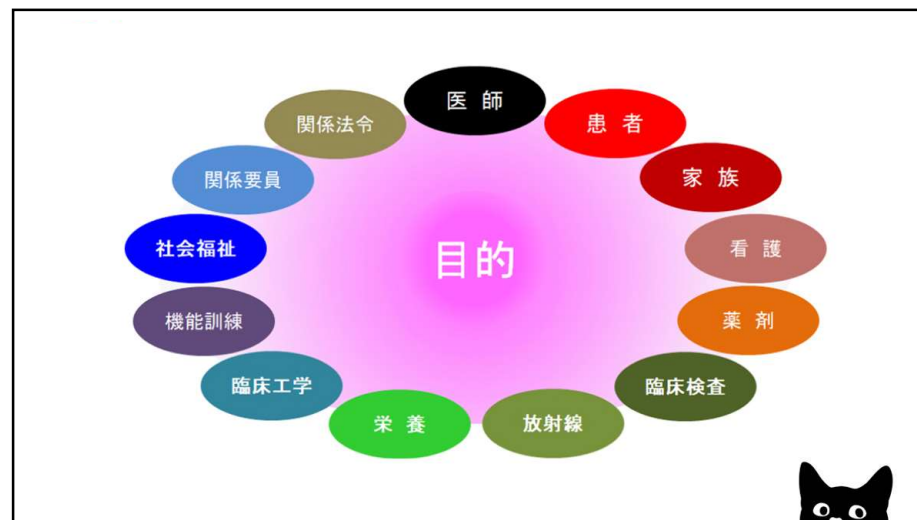 医 師
患 者
家 族
看 護
薬 剤
臨床検査
放射線
栄 養
臨床工学
機能訓練
社会福祉
関係要員
関係法令
目的